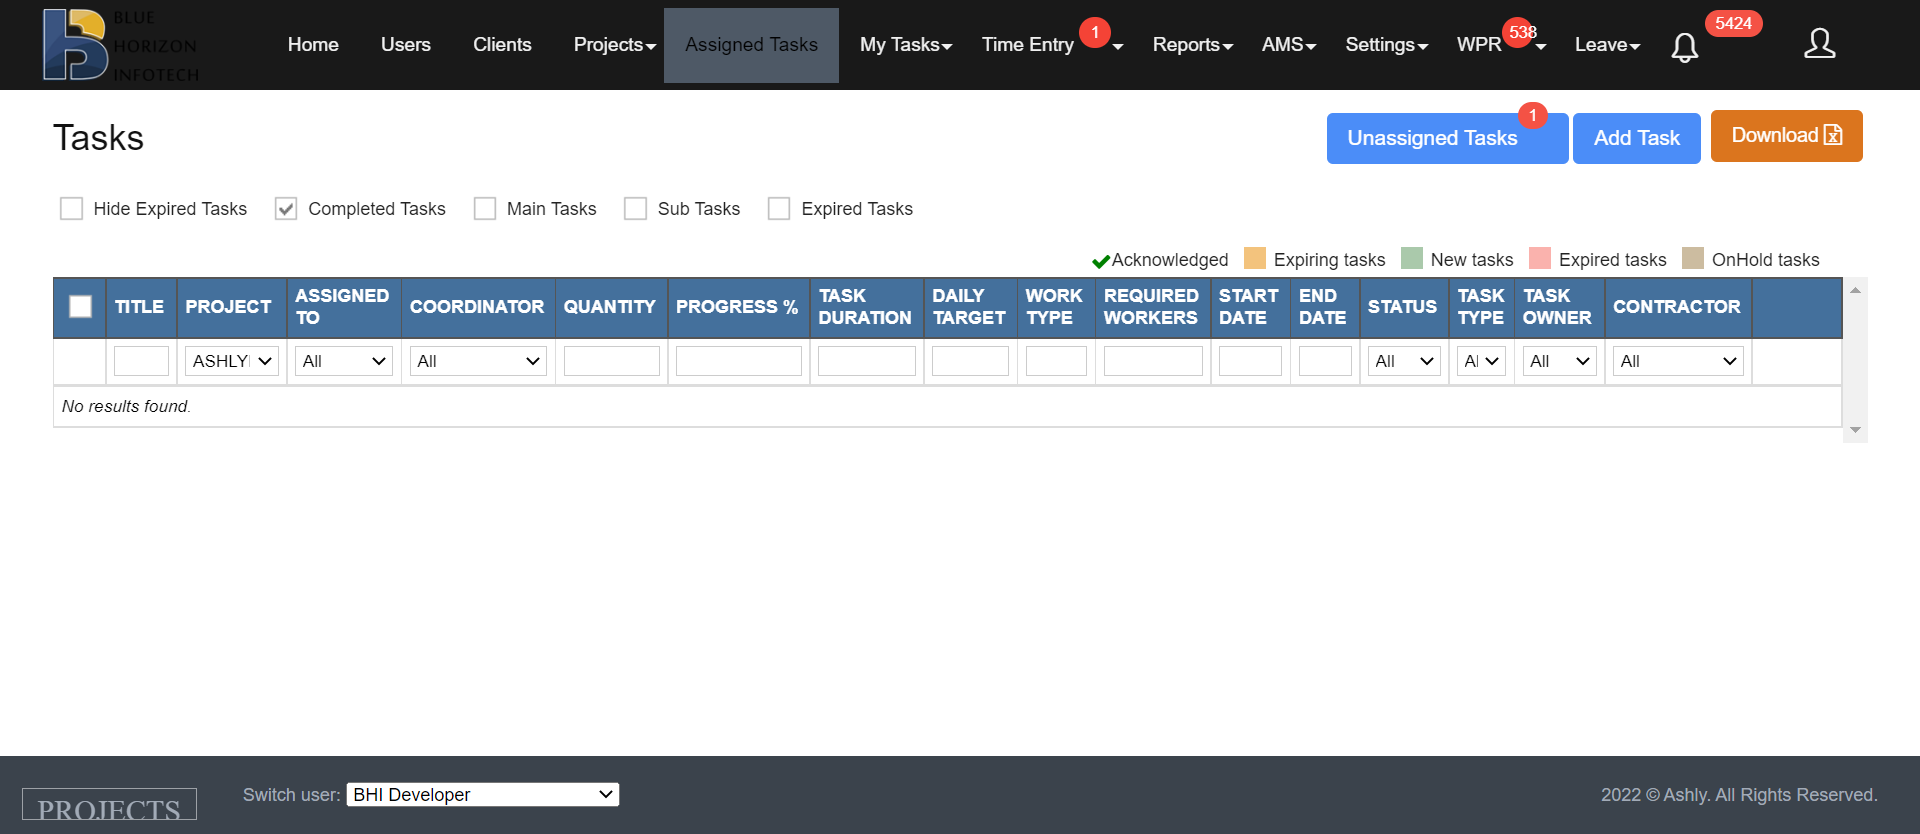 BLUE
HORIZON
INFOTECH
Home Users Clients Projects Assigned Tasks My Tasks Time Entry 1 Reports AMS Settings WPR 538 Leave 5424
Tasks
Unassigned Tasks 1 Add Task Download
Hide Expired Tasks Completed Tasks Main Tasks Sub Tasks Expired Tasks
Acknowledged Expiring tasks New tasks Expired tasks OnHold tasks
TITLE PROJECT ASSIGNED TO COORDINATOR QUANTITY PROGRESS % TASK DURATION DAILY TARGET WORK TYPE REQUIRED WORKERS START DATE END DATE STATUS TASK TYPE TASK OWNER CONTRACTOR
ASHLY All All All Al All All
No results found.
PROJECTS Switch user: BHI Developer 2022 © Ashly. All Rights Reserved.